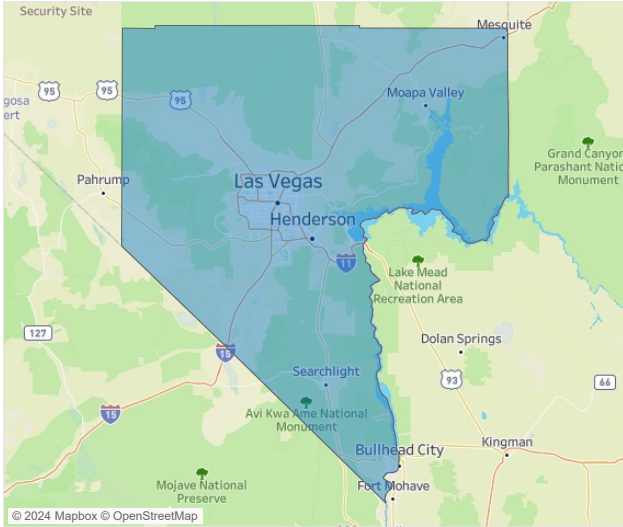 Security Site
Mesquite
95
95
95
Moapa Valley
gosa
ert
Grand Canyon
Parashant Natio
Monument
Pahrump
Las Vegas
Henderson
11
Lake Mead
National
Recreation Area
127
15
Dolan Springs
Searchlight
93
66
15
Avi Kwa Ame National
Monument
Bullhead City
Kingman
Mojave National
Preserve
Fort Mohave
© 2024 Mapbox © OpenStreetMap